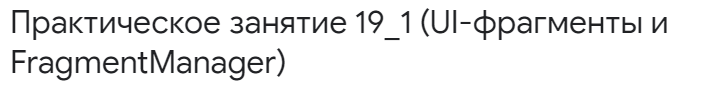 Практическое занятие 19_1 (UI-фрагменты и
FragmentManager)